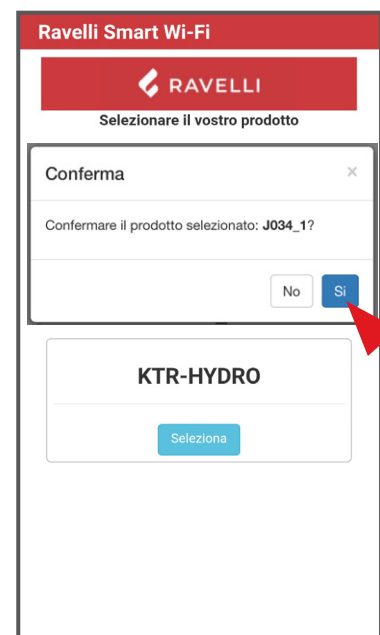 Ravelli Smart Wi-Fi
RAVELLI
Selezionare il vostro prodotto
Conferma ×
Confermare il prodotto selezionato: J034_1?
No Si
KTR-HYDRO
Seleziona